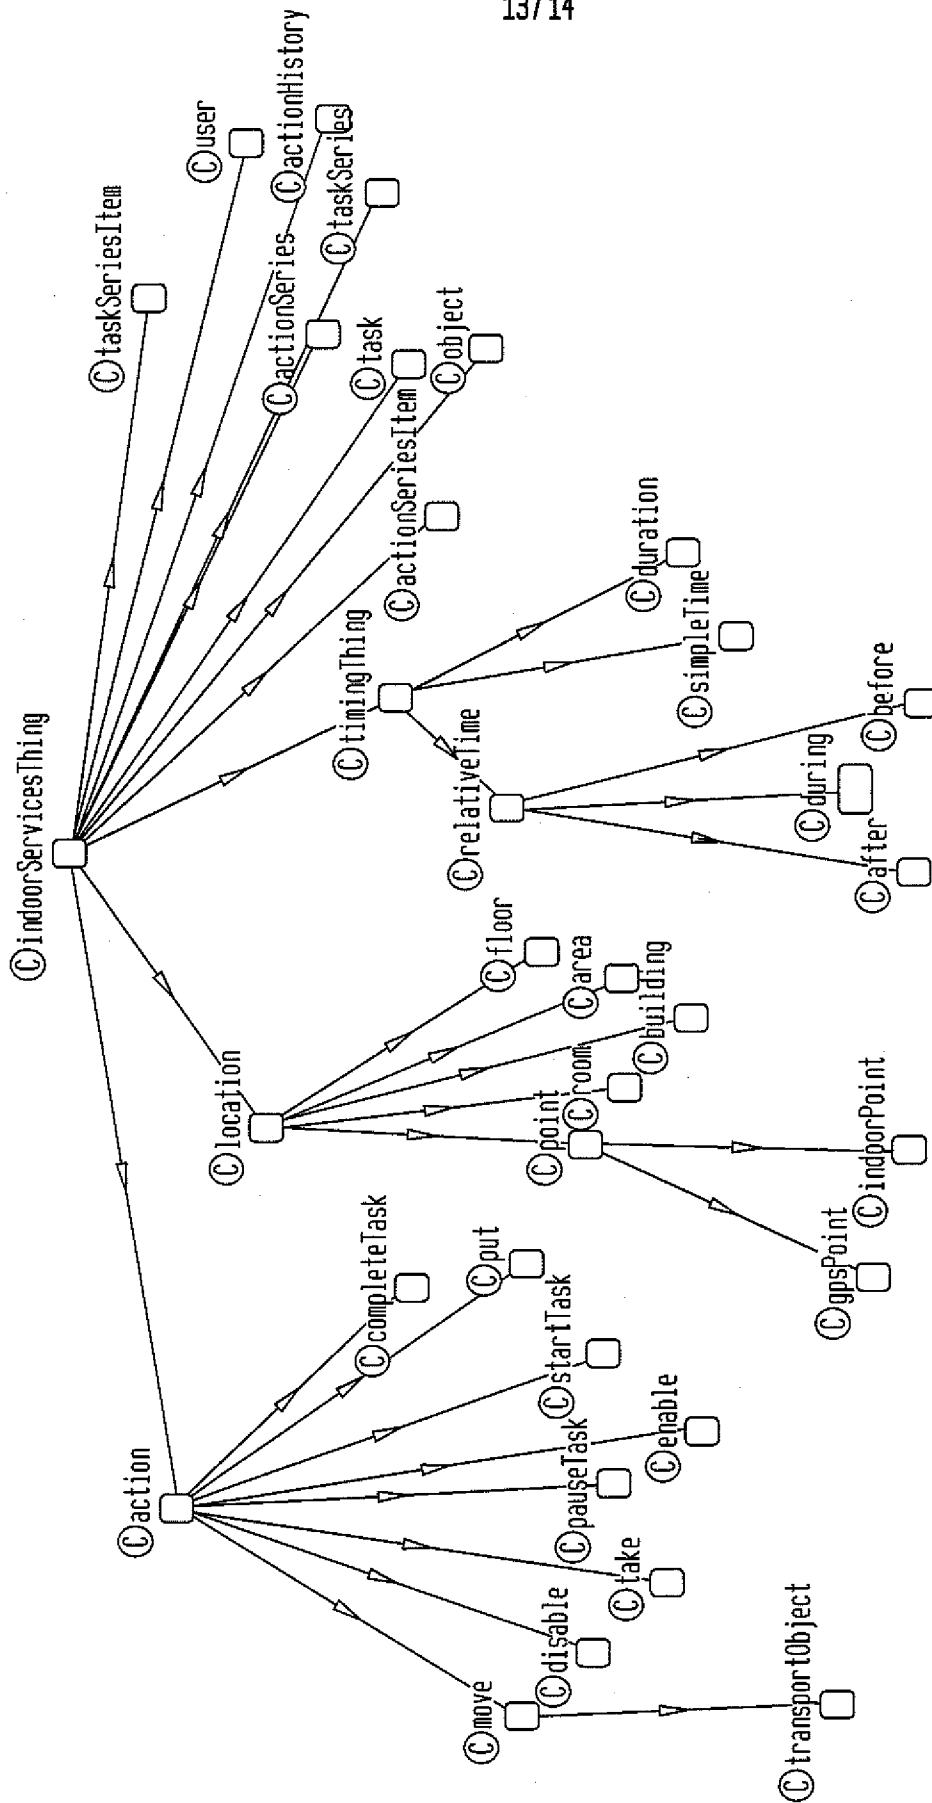 13/14
Ⓒ indoorServicesThing
Ⓒ taskSeriesItem
Ⓒ user
Ⓒ actionHistory
Ⓒ actionSeries
Ⓒ taskSeries
Ⓒ task
Ⓒ object
Ⓒ actionSeriesItem
Ⓒ timingThing
Ⓒ duration
Ⓒ simpleTime
Ⓒ relativeTime
Ⓒ before
Ⓒ during
Ⓒ after
Ⓒ location
Ⓒ floor
Ⓒ area
Ⓒ building
Ⓒ room
Ⓒ point
Ⓒ indoorPoint
Ⓒ gpsPoint
Ⓒ action
Ⓒ completeTask
Ⓒ put
Ⓒ startTask
Ⓒ enable
Ⓒ pauseTask
Ⓒ take
Ⓒ disable
Ⓒ move
Ⓒ transportObject